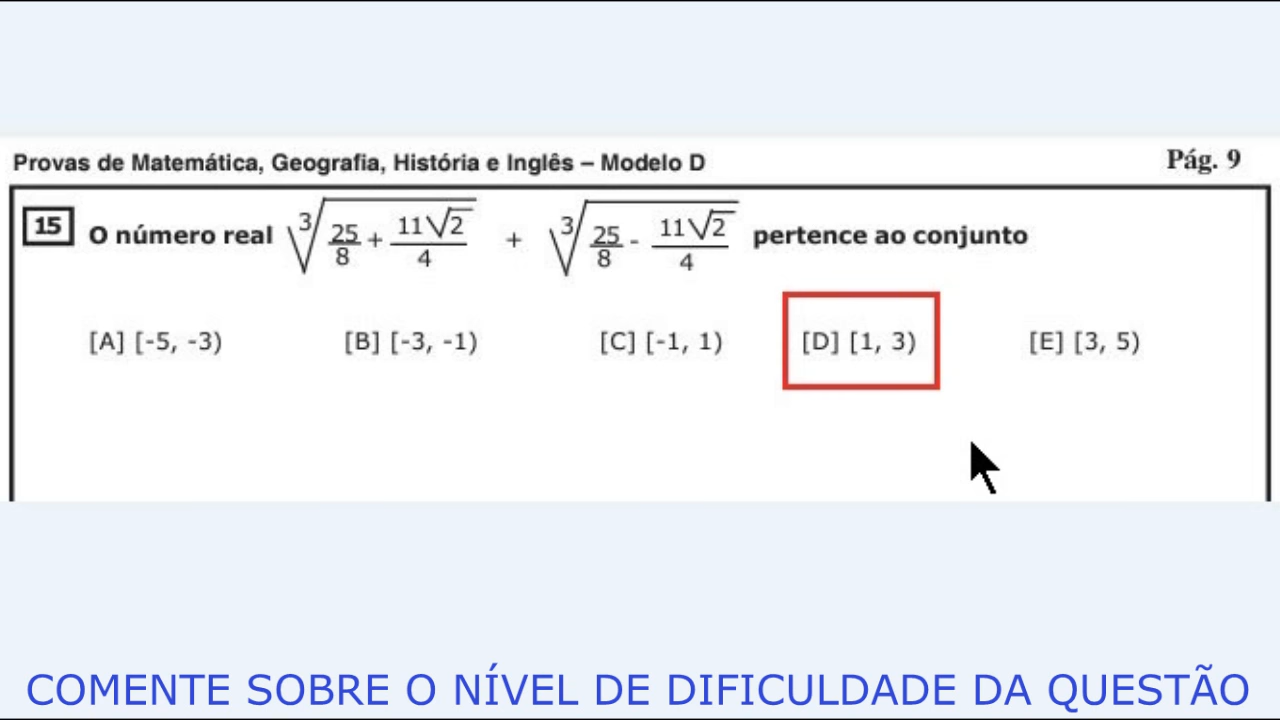 Provas de Matemática, Geografia, História e Inglês – Modelo D Pág. 9
15 O número real ∛(25/8 + 11√2/4) + ∛(25/8 - 11√2/4) pertence ao conjunto
[A] [-5, -3) [B] [-3, -1) [C] [-1, 1) [D] [1, 3) [E] [3, 5)
COMENTE SOBRE O NÍVEL DE DIFICULDADE DA QUESTÃO